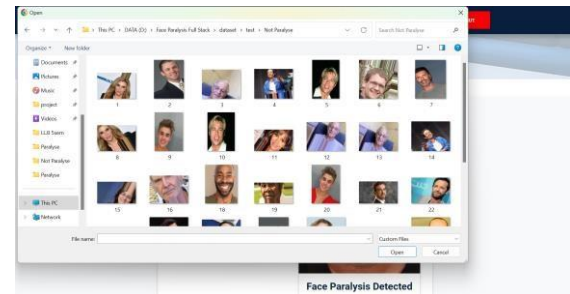 Open
This PC > DATA (D:) > Face Paralysis Full Stack > dataset > test > Not Paralyse
Search Not Paralyse
Organize
New folder
Documents
Pictures
Music
project
Videos
Paralyse
Not Paralyse
Paralyse
This PC
Network
1 2 3 4 5 6 7
8 9 10 11 12 13 14
15 16 18 19 20 21 22
File name:
Custom Files
Open Cancel
Face Paralysis Detected